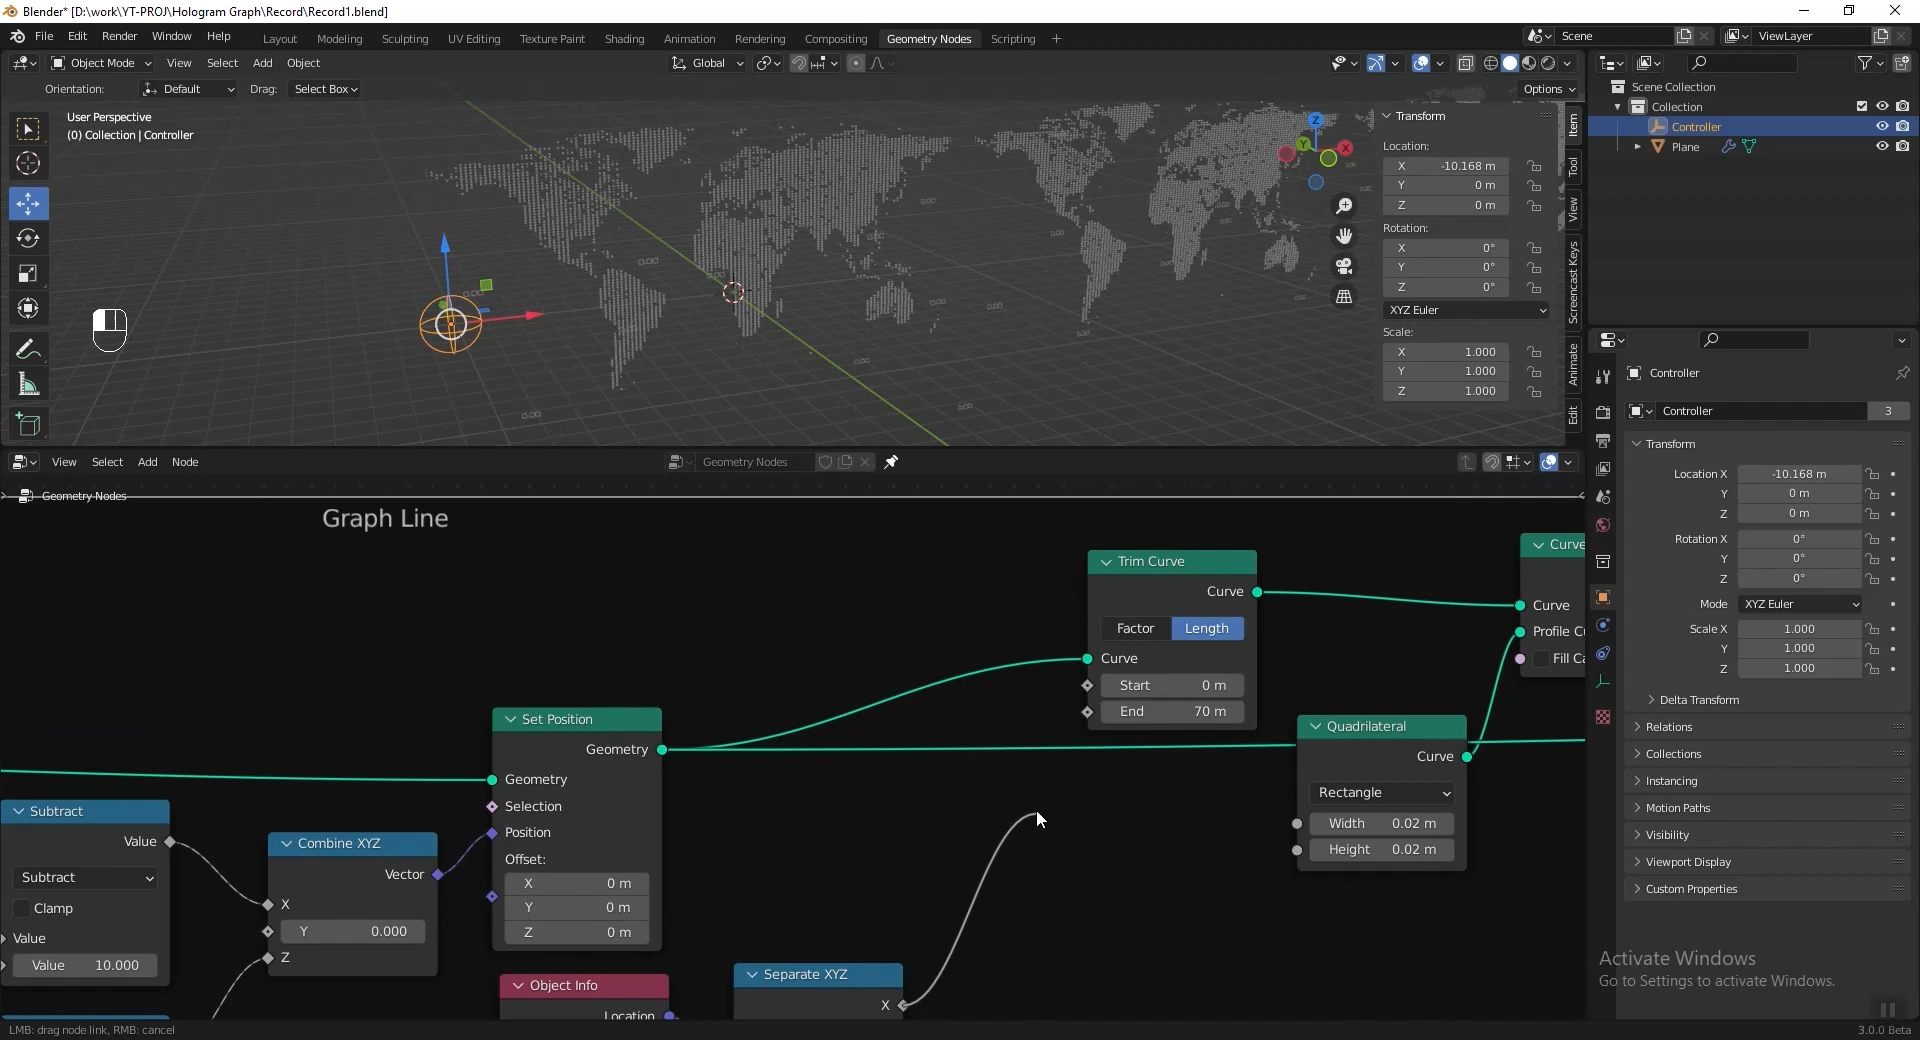 Blender* [D:\work\YT-PROJ\Hologram Graph\Record\Record1.blend]
File Edit Render Window Help Layout Modeling Sculpting UV Editing Texture Paint Shading Animation Rendering Compositing Geometry Nodes Scripting + Scene ViewLayer
Object Mode View Select Add Object Global
Orientation: Default Drag: Select Box Options
User Perspective
(0) Collection | Controller
Transform
Location:
X -10.168 m
Y 0 m
Z 0 m
Rotation:
X 0°
Y 0°
Z 0°
XYZ Euler
Scale:
X 1.000
Y 1.000
Z 1.000
Item
Tool
View
Screencast Keys
Animate
Edit
Z
Y
X
Scene Collection
Collection
Controller
Plane
Controller
Controller 3
Transform
Location X -10.168 m
Y 0 m
Z 0 m
Rotation X 0°
Y 0°
Z 0°
Mode XYZ Euler
Scale X 1.000
Y 1.000
Z 1.000
Delta Transform
Relations
Collections
Instancing
Motion Paths
Visibility
Viewport Display
Custom Properties
View Select Add Node Geometry Nodes
Geometry Nodes
Graph Line
Subtract
Value
Subtract
Clamp
Value
Value 10.000
Combine XYZ
Vector
X
Y 0.000
Z
Set Position
Geometry
Geometry
Selection
Position
Offset:
X 0 m
Y 0 m
Z 0 m
Object Info
Location
Separate XYZ
X
Trim Curve
Curve
Factor Length
Curve
Start 0 m
End 70 m
Quadrilateral
Curve
Rectangle
Width 0.02 m
Height 0.02 m
Curve
Curve
Profile Cu
Fill Ca
Activate Windows
Go to Settings to activate Windows.
LMB: drag node link, RMB: cancel
3.0.0 Beta